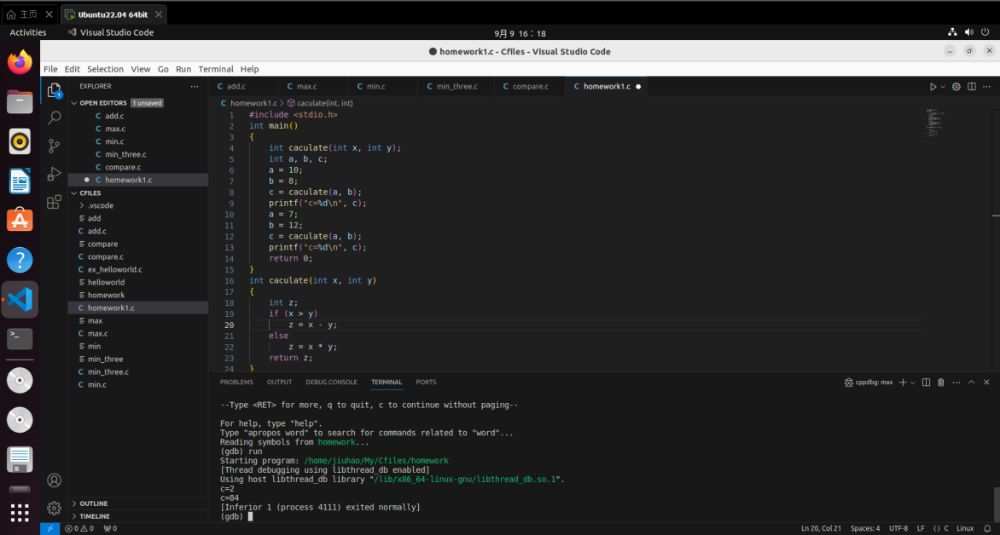 主页
Ubuntu22.04 64bit
Activities
Visual Studio Code
9月 9 16：18
homework1.c - Cfiles - Visual Studio Code
File Edit Selection View Go Run Terminal Help
EXPLORER
OPEN EDITORS 1 unsaved
C add.c
C max.c
C min.c
C min_three.c
C compare.c
C homework1.c
CFILES
.vscode
add
C add.c
compare
C compare.c
C ex_helloworld.c
helloworld
homework
C homework1.c
max
C max.c
min
min_three
C min_three.c
C min.c
OUTLINE
TIMELINE
C add.c C max.c C min.c C min_three.c C compare.c C homework1.c
C homework1.c > caculate(int, int)
1 #include <stdio.h>
2 int main()
3 {
4 int caculate(int x, int y);
5 int a, b, c;
6 a = 10;
7 b = 8;
8 c = caculate(a, b);
9 printf("c=%d\n", c);
10 a = 7;
11 b = 12;
12 c = caculate(a, b);
13 printf("c=%d\n", c);
14 return 0;
15 }
16 int caculate(int x, int y)
17 {
18 int z;
19 if (x > y)
20 z = x - y;
21 else
22 z = x * y;
23 return z;
24 }
PROBLEMS OUTPUT DEBUG CONSOLE TERMINAL PORTS
cppdbg: max
--Type <RET> for more, q to quit, c to continue without paging--
For help, type "help".
Type "apropos word" to search for commands related to "word"...
Reading symbols from homework...
(gdb) run
Starting program: /home/jiuhao/My/Cfiles/homework
[Thread debugging using libthread_db enabled]
Using host libthread_db library "/lib/x86_64-linux-gnu/libthread_db.so.1".
c=2
c=84
[Inferior 1 (process 4111) exited normally]
(gdb)
0 0 0
Ln 20, Col 21 Spaces: 4 UTF-8 LF {} C Linux